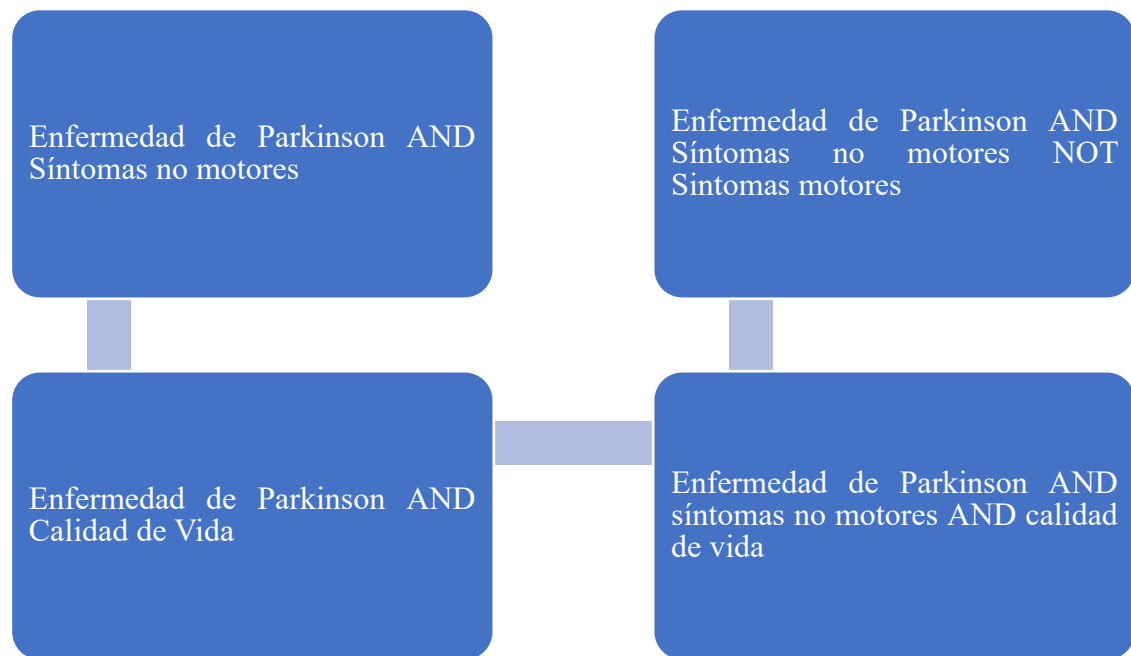 Enfermedad de Parkinson AND
Síntomas no motores
Enfermedad de Parkinson AND
Calidad de Vida
Enfermedad de Parkinson AND
síntomas no motores AND calidad
de vida
Enfermedad de Parkinson AND
Síntomas no motores NOT
Sintomas motores